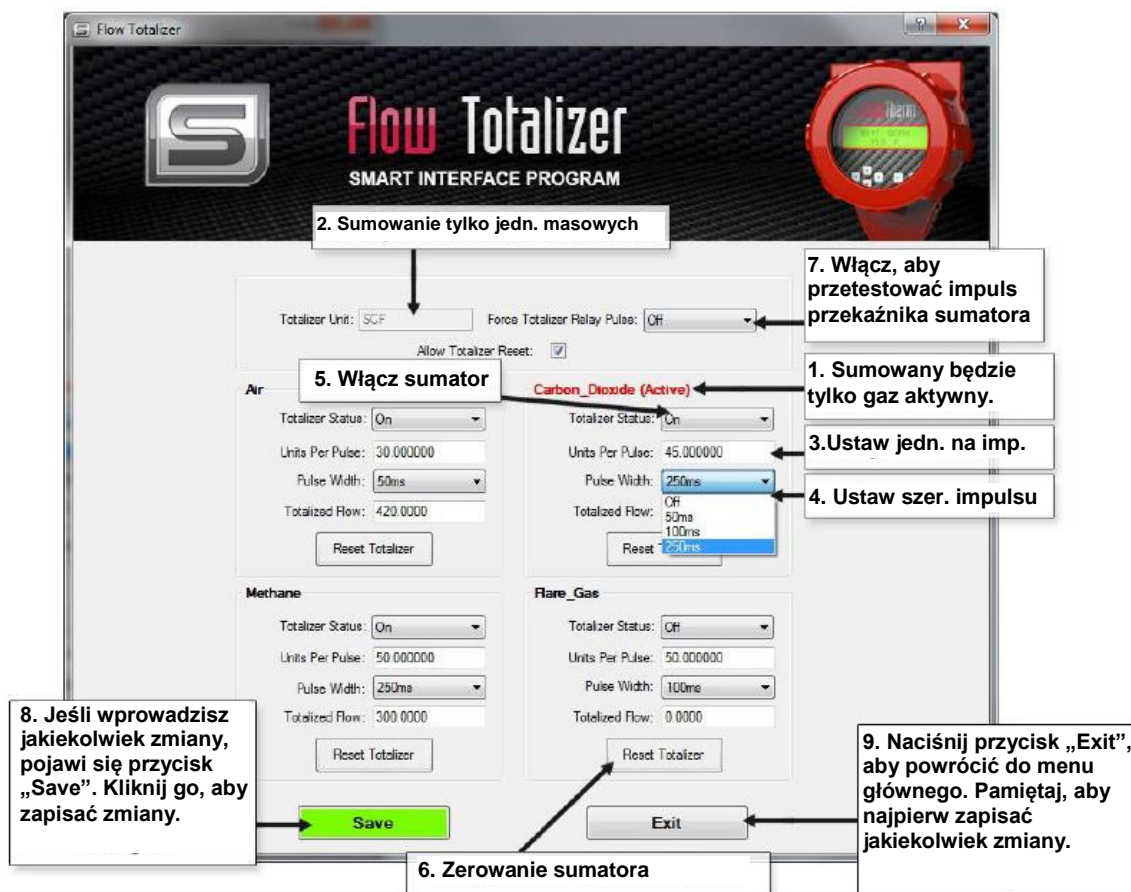 Flow Totalizer
Flow Totalizer
SMART INTERFACE PROGRAM
2. Sumowanie tylko jedn. masowych
7. Włącz, aby
przetestować impuls
przekaźnika sumatora
Totalizer Unit: SCF Force Totalizer Relay Pulse: Off
Allow Totalizer Reset:
5. Włącz sumator
1. Sumowany będzie
tylko gaz aktywny.
Air
Totalizer Status: On
Units Per Pulse: 30.000000
Pulse Width: 50ms
Totalized Flow: 420.0000
Reset Totalizer
Carbon_Dioxide (Active)
Totalizer Status: On
Units Per Pulse: 45.000000
Pulse Width: 250ms
Off
50ms
100ms
250ms
Totalized Flow:
Reset
3.Ustaw jedn. na imp.
4. Ustaw szer. impulsu
Methane
Totalizer Status: On
Units Per Pulse: 50.000000
Pulse Width: 250ms
Totalized Flow: 300.0000
Reset Totalizer
Flare_Gas
Totalizer Status: Off
Units Per Pulse: 50.000000
Pulse Width: 100ms
Totalized Flow: 0.0000
Reset Totalizer
8. Jeśli wprowadzisz
jakiekolwiek zmiany,
pojawi się przycisk
„Save”. Kliknij go, aby
zapisać zmiany.
9. Naciśnij przycisk „Exit”,
aby powrócić do menu
głównego. Pamiętaj, aby
najpierw zapisać
jakiekolwiek zmiany.
Save
Exit
6. Zerowanie sumatora